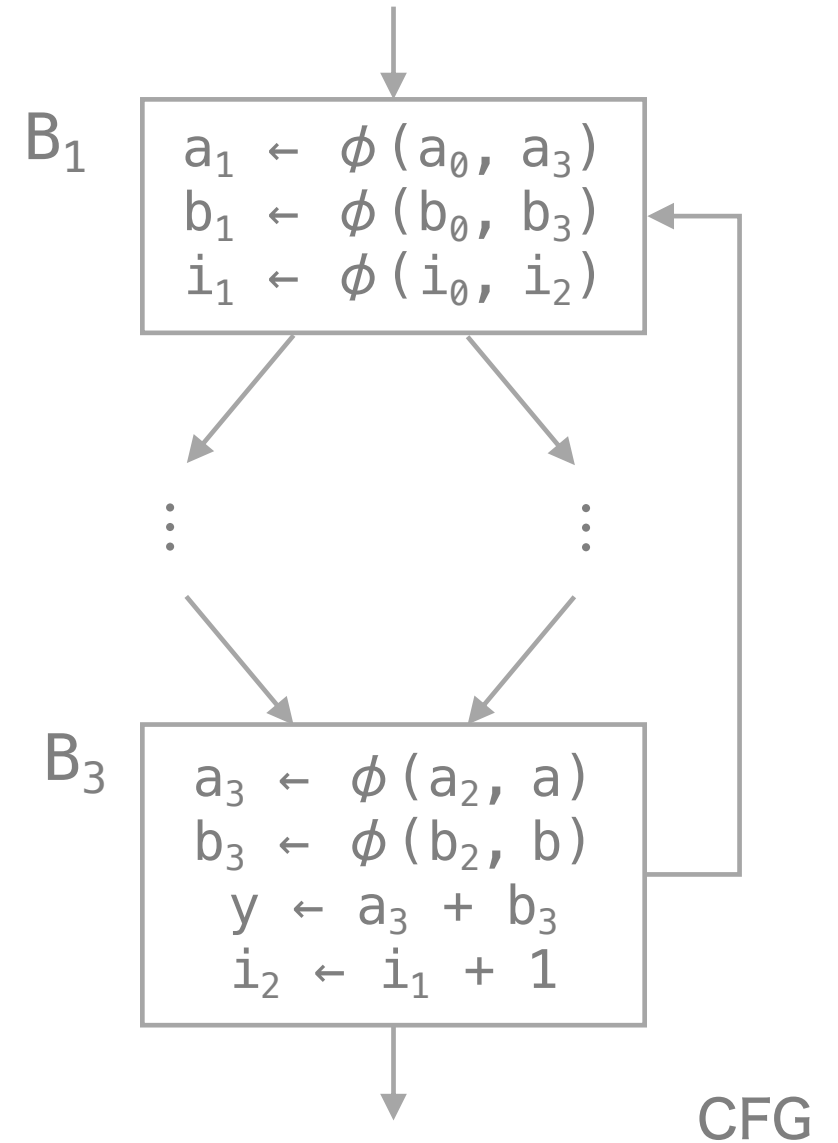 B₁
a₁ ← ϕ(a₀, a₃)
b₁ ← ϕ(b₀, b₃)
i₁ ← ϕ(i₀, i₂)
⋮ ⋮
B₃
a₃ ← ϕ(a₂, a)
b₃ ← ϕ(b₂, b)
y ← a₃ + b₃
i₂ ← i₁ + 1
CFG